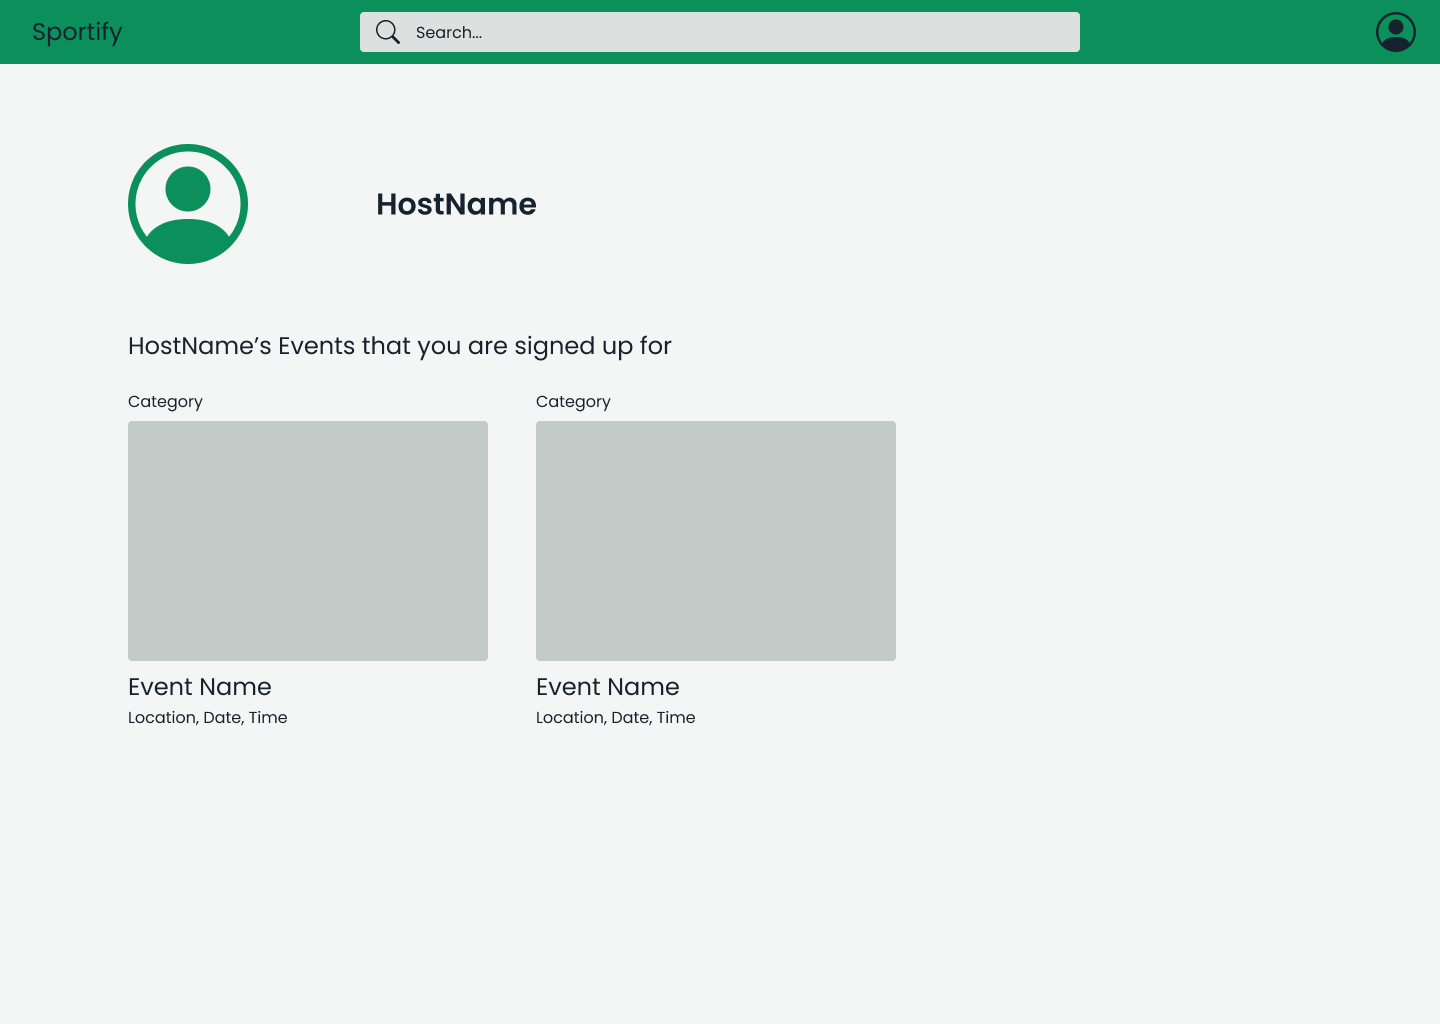 Sportify
Search...
HostName
HostName’s Events that you are signed up for
Category
Category
Event Name
Event Name
Location, Date, Time
Location, Date, Time